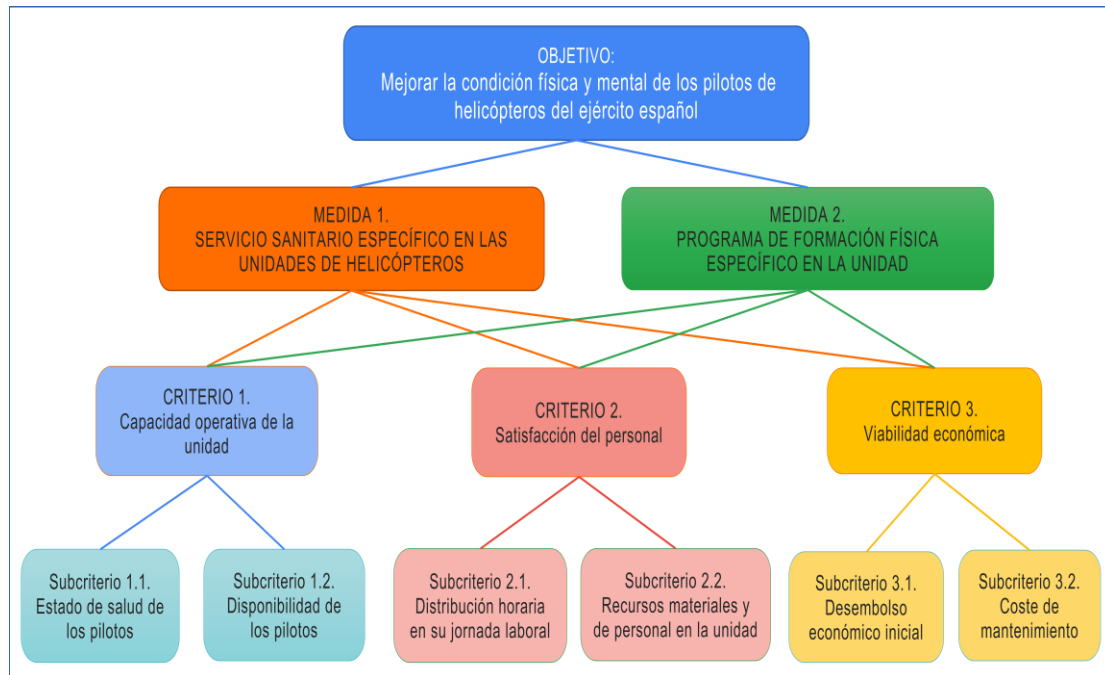 OBJETIVO:
Mejorar la condición física y mental de los pilotos de
helicópteros del ejército español
MEDIDA 1.
SERVICIO SANITARIO ESPECÍFICO EN LAS
UNIDADES DE HELICÓPTEROS
MEDIDA 2.
PROGRAMA DE FORMACIÓN FÍSICA
ESPECÍFICO EN LA UNIDAD
CRITERIO 1.
Capacidad operativa de la
unidad
CRITERIO 2.
Satisfacción del personal
CRITERIO 3.
Viabilidad económica
Subcriterio 1.1.
Estado de salud de
los pilotos
Subcriterio 1.2.
Disponibilidad de
los pilotos
Subcriterio 2.1.
Distribución horaria
en su jornada laboral
Subcriterio 2.2.
Recursos materiales y
de personal en la unidad
Subcriterio 3.1.
Desembolso
económico inicial
Subcriterio 3.2.
Coste de
mantenimiento